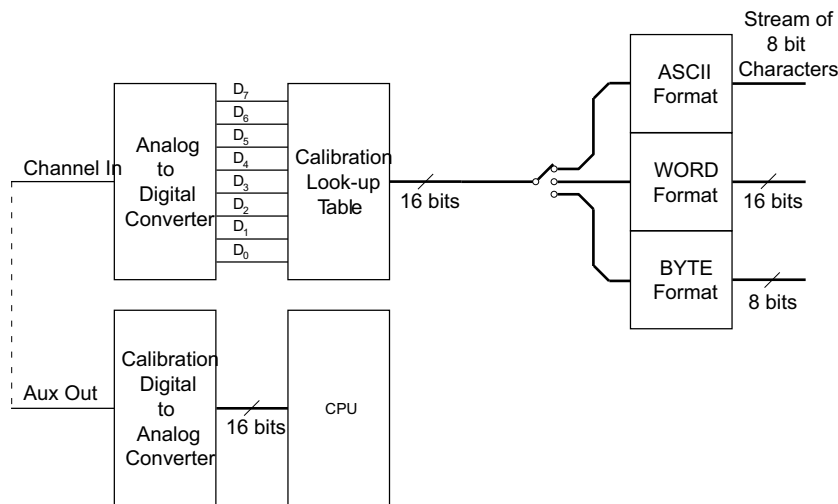 Stream of
8 bit
Characters
ASCII
Format
D7
D6
D5
D4
D3
D2
D1
D0
Channel In
Analog
to
Digital
Converter
Calibration
Look-up
Table
16 bits
WORD
Format
16 bits
BYTE
Format
8 bits
Aux Out
Calibration
Digital
to
Analog
Converter
16 bits
CPU